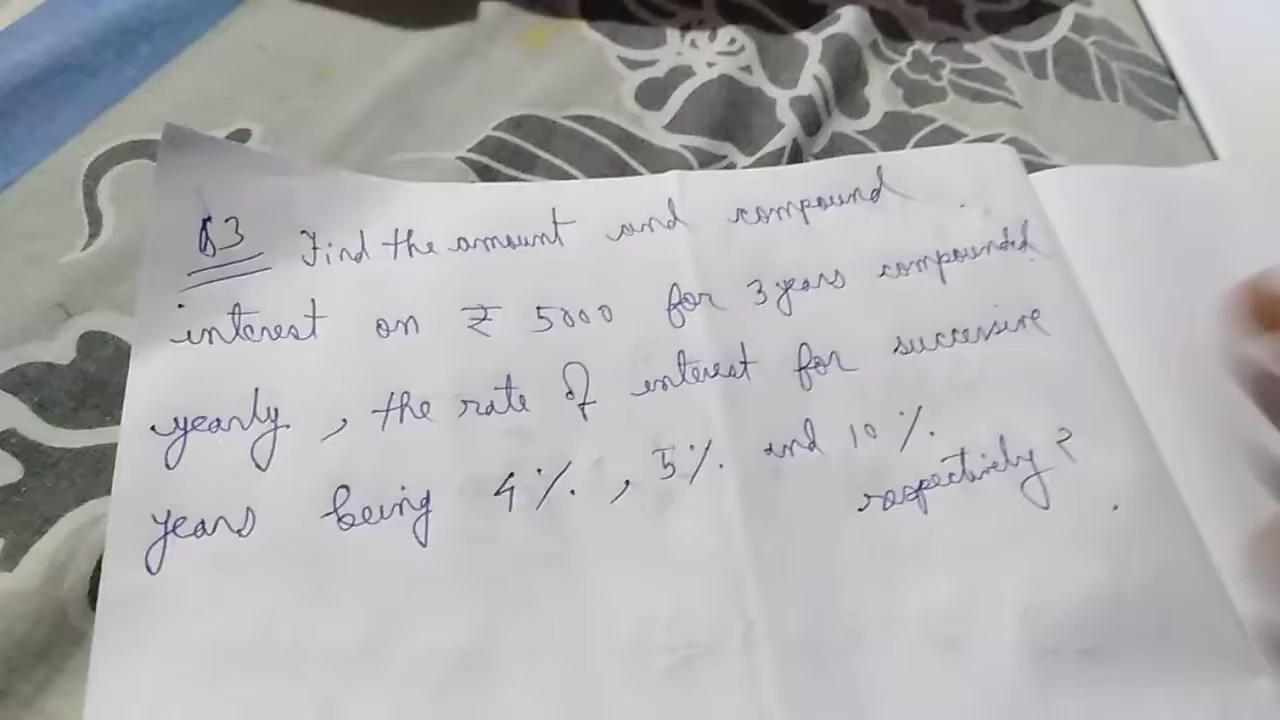 Q3 Find the amount and compound
interest on ₹ 5000 for 3 years compounded
yearly, the rate of interest for successive
years being 4%, 5% and 10%
respectively?